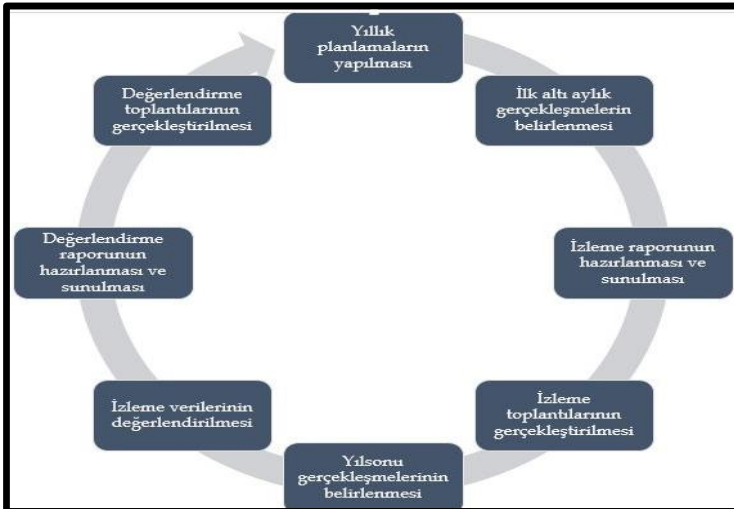 Yıllık
planlamaların
yapılması
İlk altı aylık
gerçekleşmelerin
belirlenmesi
İzleme raporunun
hazırlanması ve
sunulması
İzleme
toplantılarının
gerçekleştirilmesi
Yılsonu
gerçekleşmelerinin
belirlenmesi
İzleme verilerinin
değerlendirilmesi
Değerlendirme
raporunun
hazırlanması ve
sunulması
Değerlendirme
toplantılarının
gerçekleştirilmesi